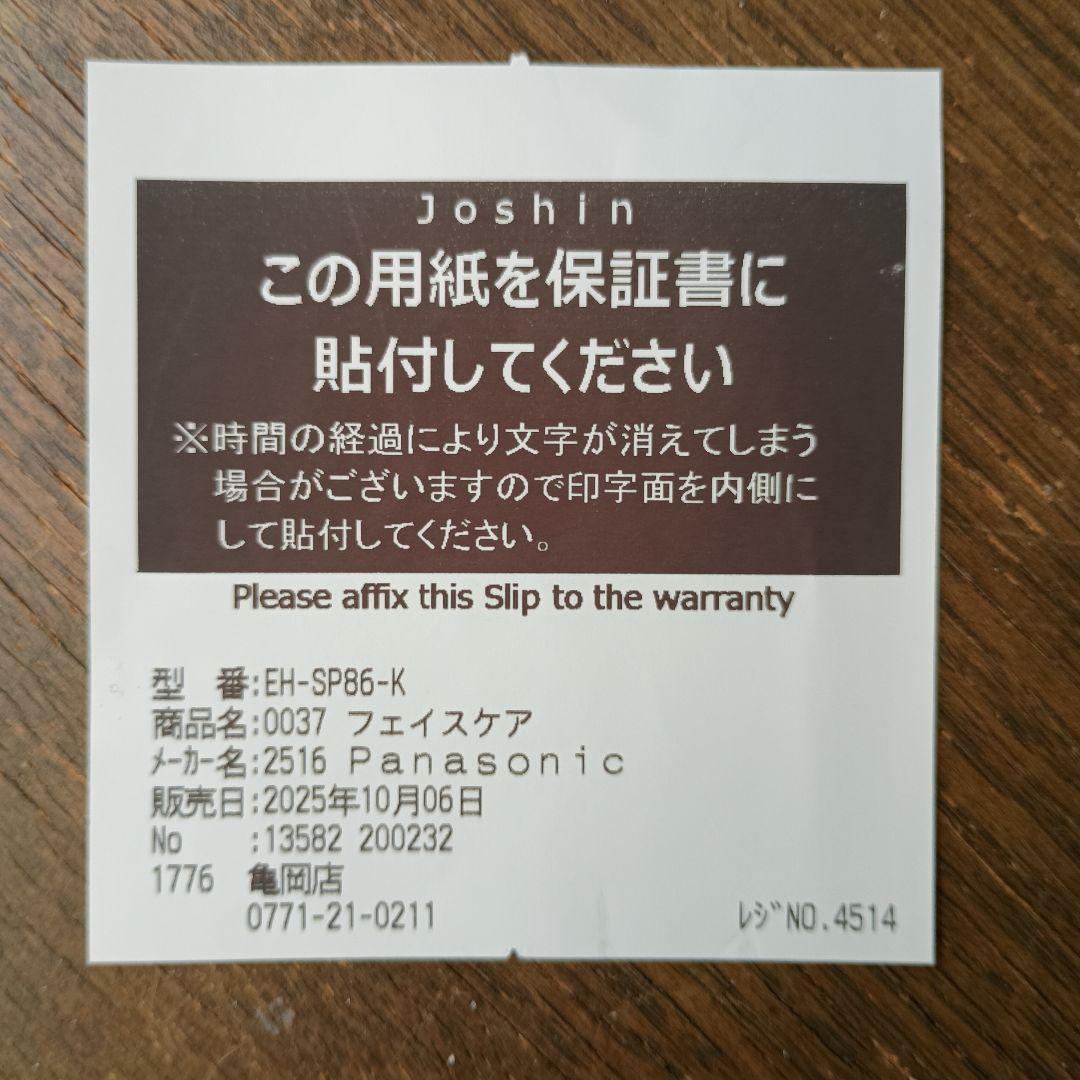 Joshin
この用紙を保証書に
貼付してください
※時間の経過により文字が消えてしまう
場合がございますので印字面を内側に
して貼付してください。
Please affix this Slip to the warranty
型　番:EH-SP86-K
商品名:0037 フェイスケア
ﾒｰｶｰ名:2516 Ｐａｎａｓｏｎｉｃ
販売日:2025年10月06日
No　　:13582 200232
1776　亀岡店
0771-21-0211　ﾚｼﾞNO.4514